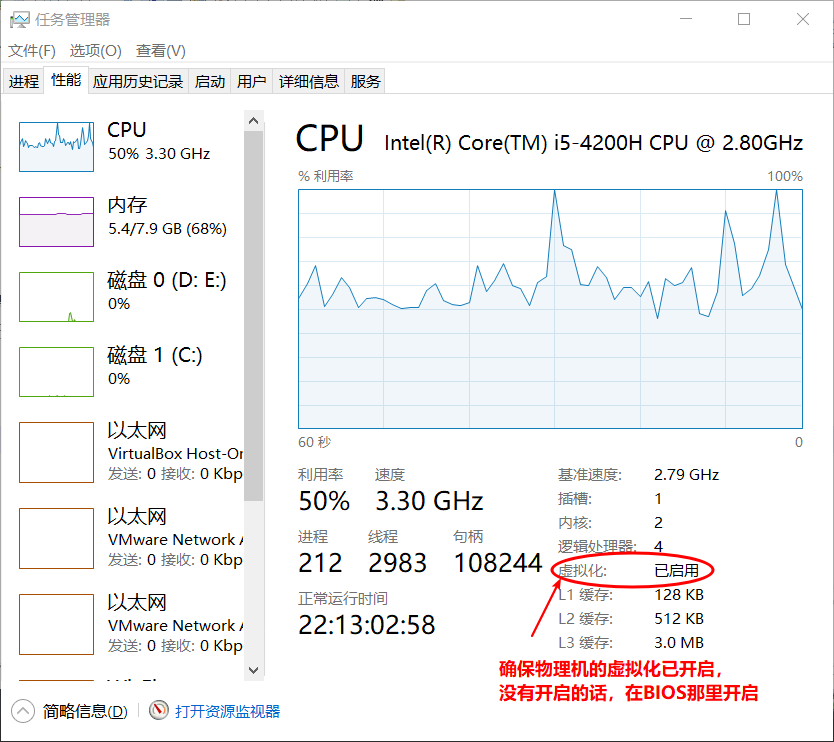 任务管理器
文件(F) 选项(O) 查看(V)
进程 性能 应用历史记录 启动 用户 详细信息 服务
CPU
50% 3.30 GHz
内存
5.4/7.9 GB (68%)
磁盘 0 (D: E:)
0%
磁盘 1 (C:)
0%
以太网
VirtualBox Host-Or
发送: 0 接收: 0 Kbp
以太网
VMware Network A
发送: 0 接收: 0 Kbp
以太网
VMware Network A
发送: 0 接收: 0 Kbp
CPU Intel(R) Core(TM) i5-4200H CPU @ 2.80GHz
% 利用率 100%
60 秒 0
利用率 速度
50% 3.30 GHz
进程 线程 句柄
212 2983 108244
正常运行时间
22:13:02:58
基准速度: 2.79 GHz
插槽: 1
内核: 2
逻辑处理器: 4
虚拟化: 已启用
L1 缓存: 128 KB
L2 缓存: 512 KB
L3 缓存: 3.0 MB
确保物理机的虚拟化已开启，
没有开启的话，在BIOS那里开启
简略信息(D) 打开资源监视器